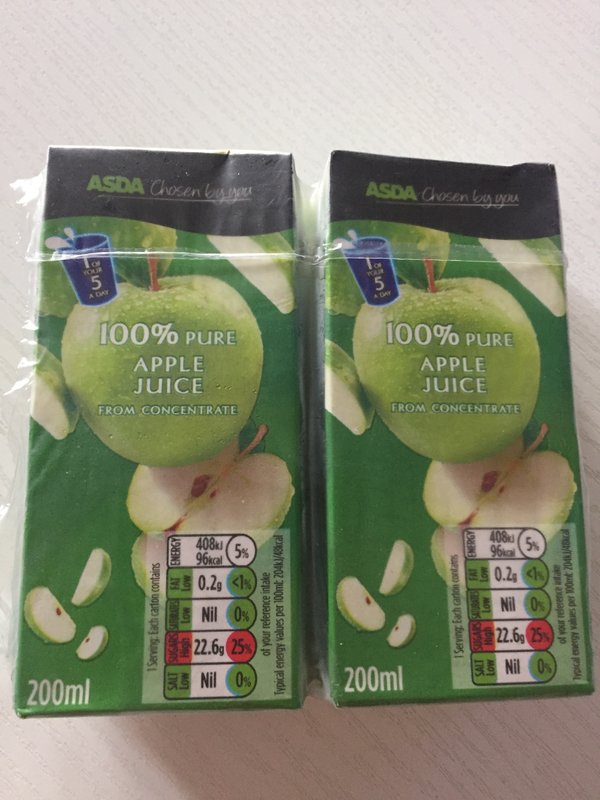 ASDA Chosen by you
1 OF
YOUR
5
A DAY
100% PURE
APPLE
JUICE
FROM CONCENTRATE
1 Serving: Each carton contains
ENERGY 408kJ 96kcal 5%
FAT Low 0.2g <1%
SATURATES Low Nil 0%
SUGARS High 22.6g 25%
SALT Low Nil 0%
of your reference intake
Typical energy values per 100ml: 204kJ/48kcal
200ml
ASDA Chosen by you
1 OF
YOUR
5
A DAY
100% PURE
APPLE
JUICE
FROM CONCENTRATE
1 Serving: Each carton contains
ENERGY 408kJ 96kcal 5%
FAT Low 0.2g <1%
SATURATES Low Nil 0%
SUGARS High 22.6g 25%
SALT Low Nil 0%
of your reference intake
Typical energy values per 100ml: 204kJ/48kcal
200ml